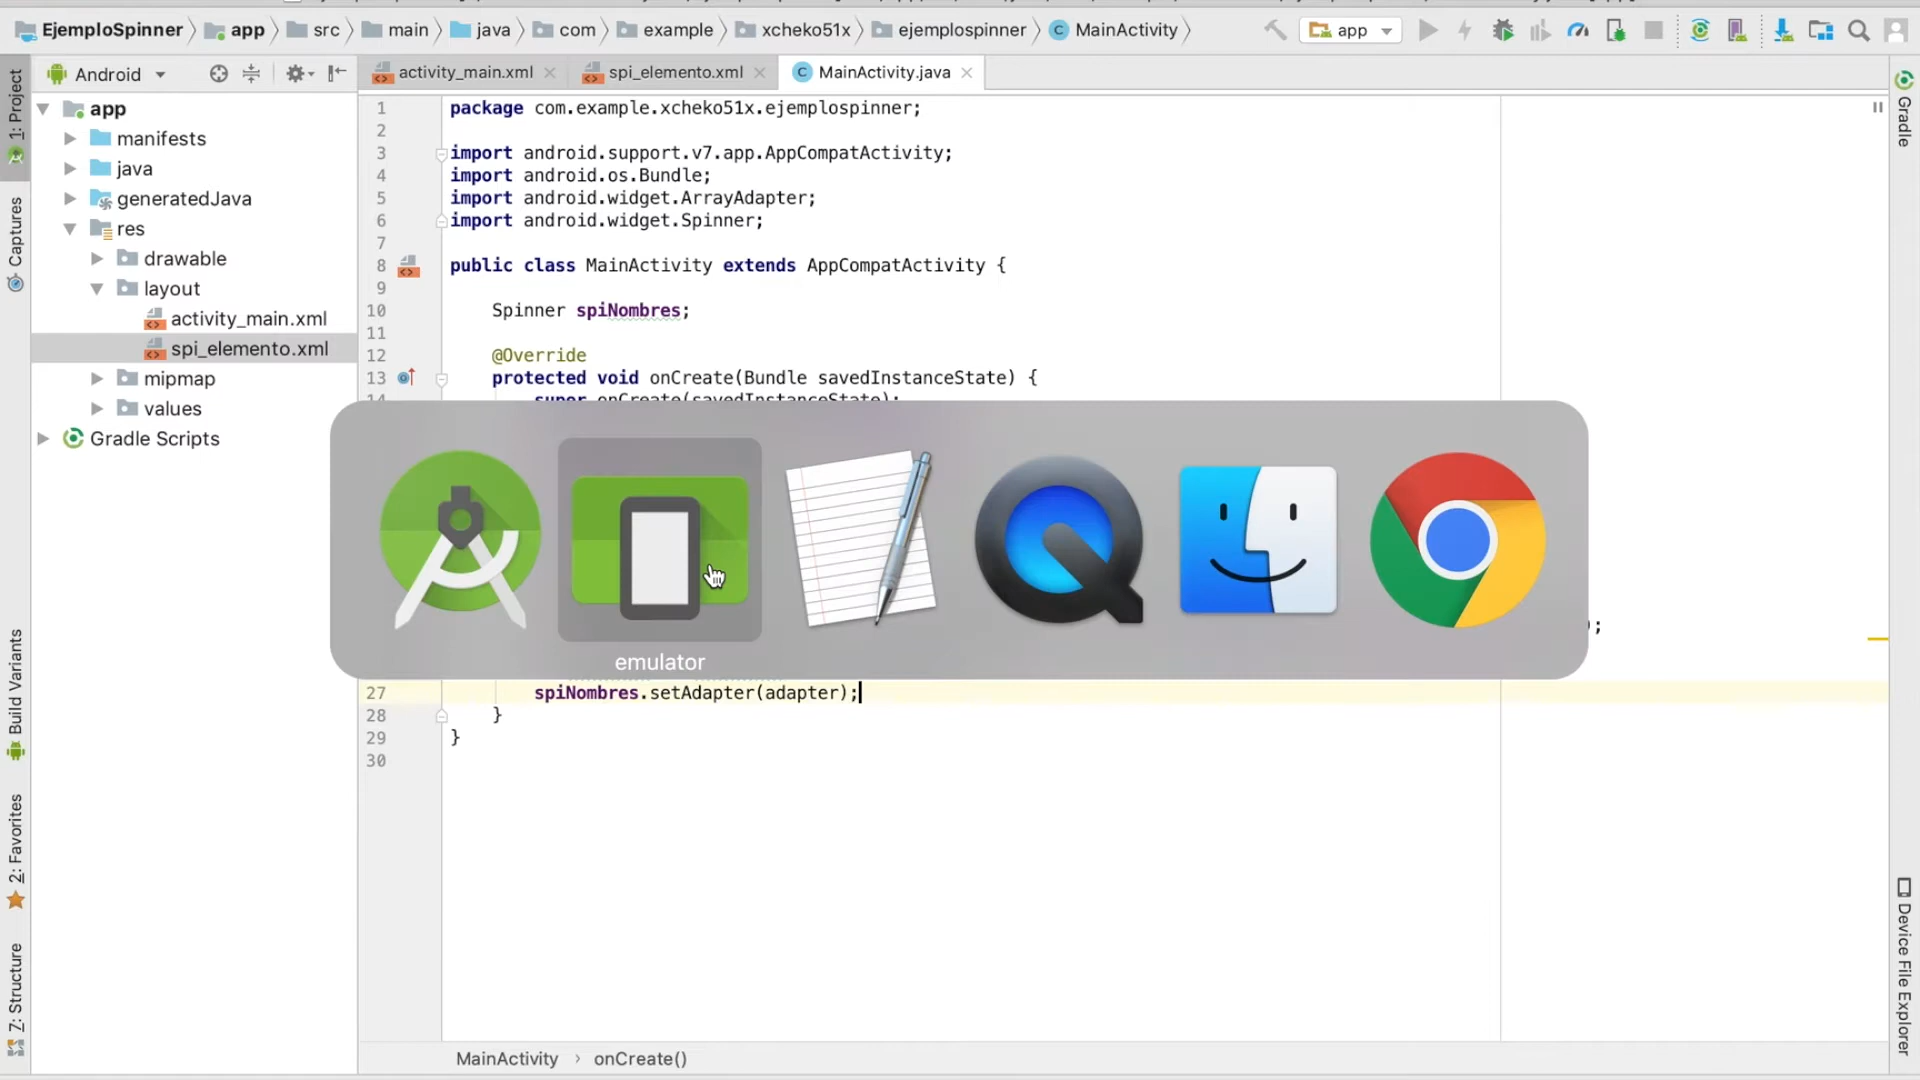 EjemploSpinner app src main java com example xcheko51x ejemplospinner MainActivity app
1: Project
Captures
Build Variants
2: Favorites
7: Structure
Android
app
manifests
java
generatedJava
res
drawable
layout
activity_main.xml
spi_elemento.xml
mipmap
values
Gradle Scripts
activity_main.xml spi_elemento.xml MainActivity.java
1 package com.example.xcheko51x.ejemplospinner;
2
3 import android.support.v7.app.AppCompatActivity;
4 import android.os.Bundle;
5 import android.widget.ArrayAdapter;
6 import android.widget.Spinner;
7
8 public class MainActivity extends AppCompatActivity {
9
10 Spinner spiNombres;
11
12 @Override
13 protected void onCreate(Bundle savedInstanceState) {
14 super onCreate(savedInstanceState);
);
emulator
27 spiNombres.setAdapter(adapter);
28 }
29 }
30
MainActivity › onCreate()
Gradle
Device File Explorer